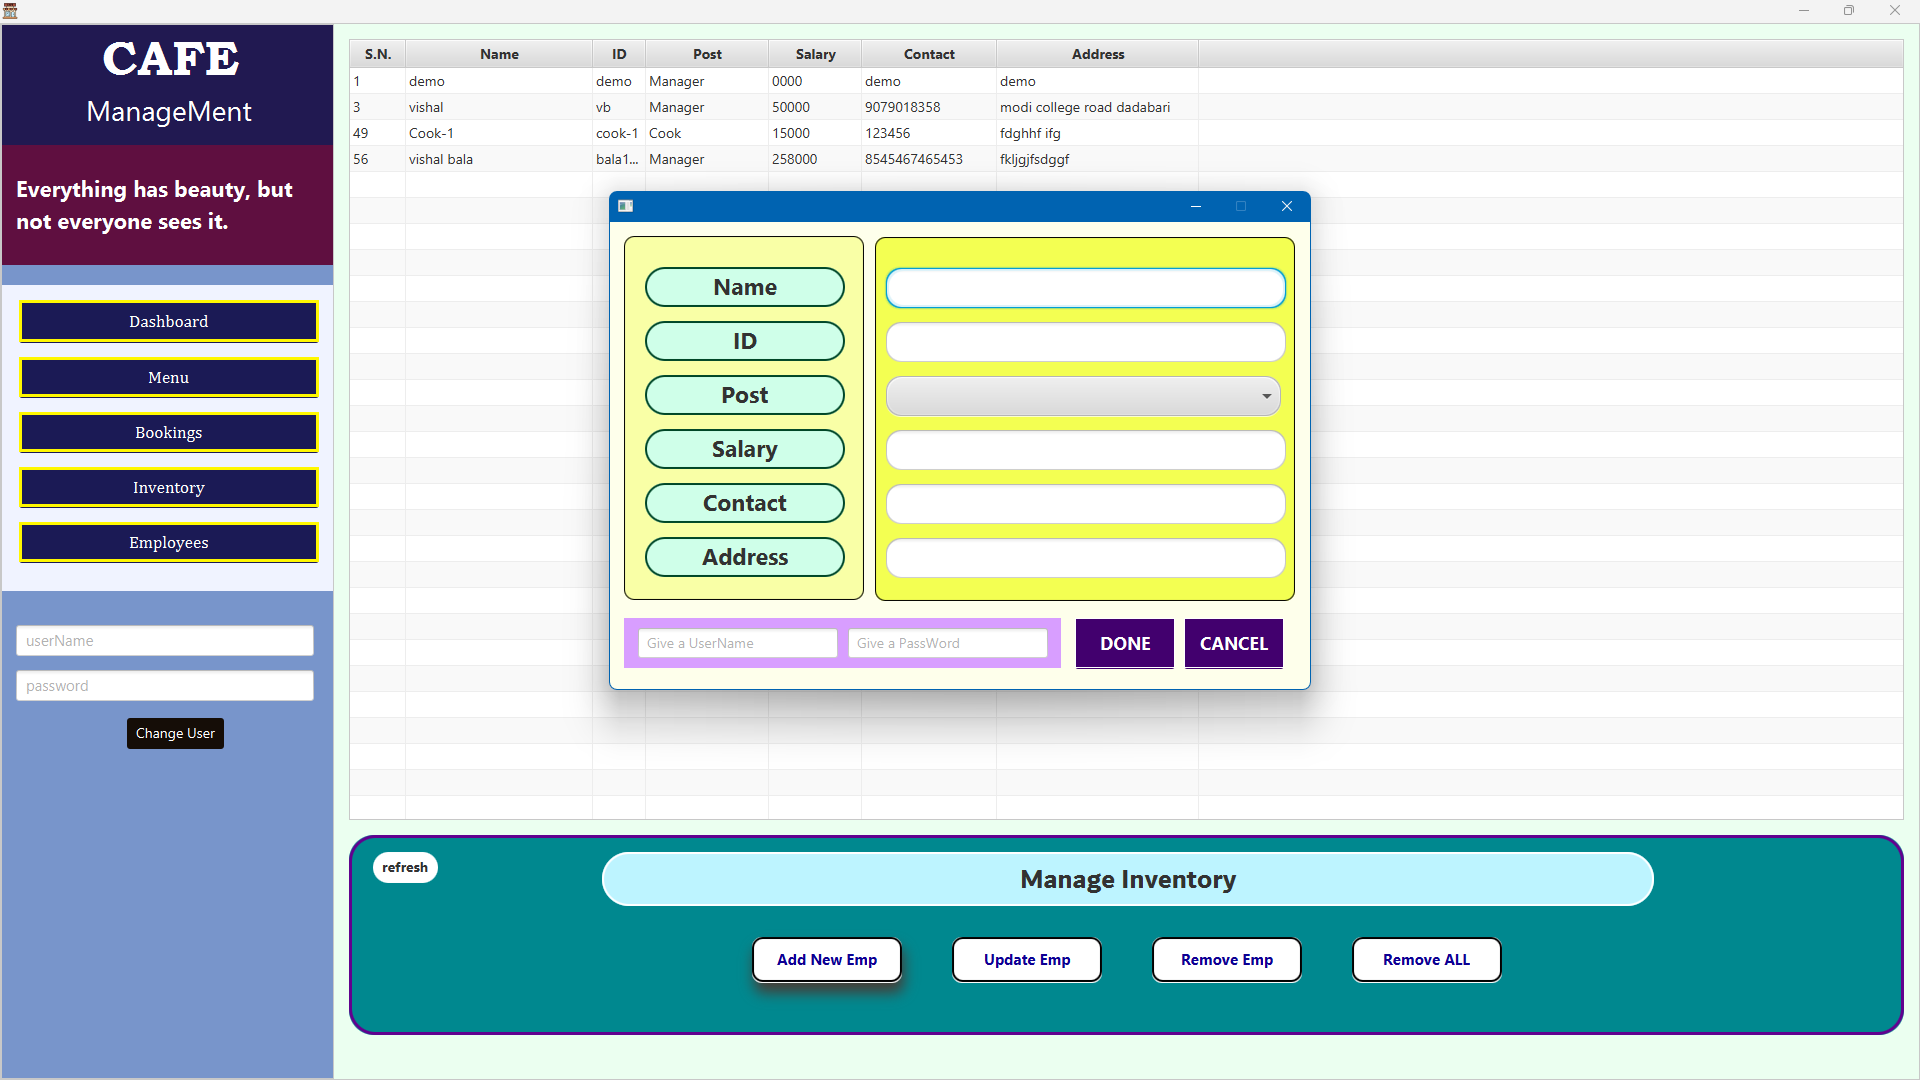 CAFE
ManageMent
Everything has beauty, but
not everyone sees it.
Dashboard
Menu
Bookings
Inventory
Employees
userName
password
Change User
S.N. Name ID Post Salary Contact Address
1 demo demo Manager 0000 demo demo
3 vishal vb Manager 50000 9079018358 modi college road dadabari
49 Cook-1 cook-1 Cook 15000 123456 fdghhf ifg
56 vishal bala bala1... Manager 258000 8545467465453 fkljgjfsdggf
Name
ID
Post
Salary
Contact
Address
Give a UserName Give a PassWord DONE CANCEL
refresh
Manage Inventory
Add New Emp Update Emp Remove Emp Remove ALL